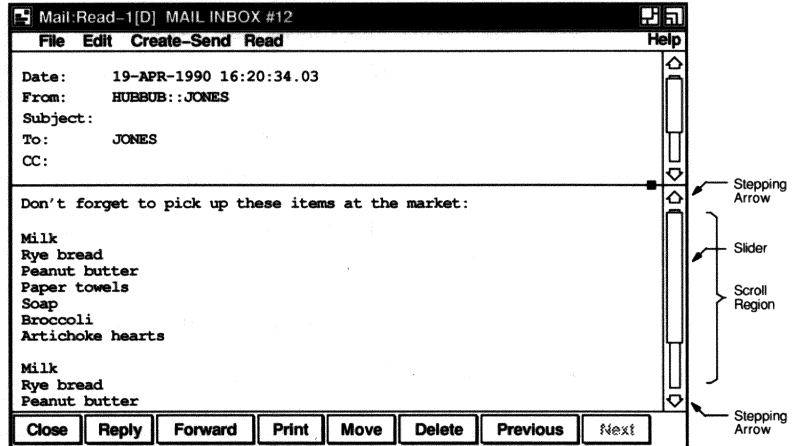 Mail:Read-1[D] MAIL INBOX #12
File Edit Create-Send Read Help
Date: 19-APR-1990 16:20:34.03
From: HUBBUB::JONES
Subject:
To: JONES
CC:
Don't forget to pick up these items at the market:
Milk
Rye bread
Peanut butter
Paper towels
Soap
Broccoli
Artichoke hearts
Milk
Rye bread
Peanut butter
Close Reply Forward Print Move Delete Previous Next
Stepping
Arrow
Slider
Scroll
Region
Stepping
Arrow